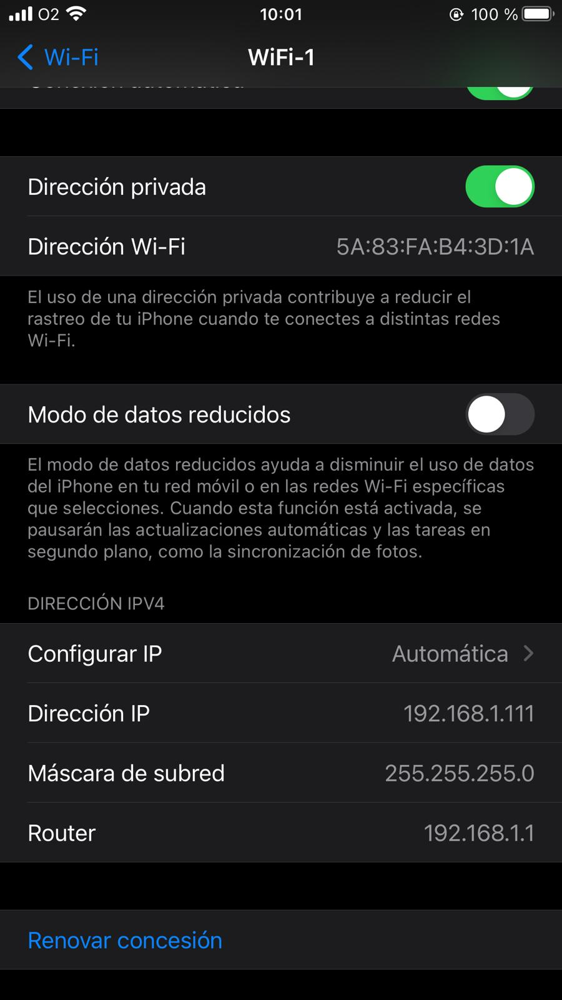 O2
10:01
100 %
Wi-Fi
WiFi-1
Conexión automática
Dirección privada
Dirección Wi-Fi
5A:83:FA:B4:3D:1A
El uso de una dirección privada contribuye a reducir el
rastreo de tu iPhone cuando te conectes a distintas redes
Wi-Fi.
Modo de datos reducidos
El modo de datos reducidos ayuda a disminuir el uso de datos
del iPhone en tu red móvil o en las redes Wi-Fi específicas
que selecciones. Cuando esta función está activada, se
pausarán las actualizaciones automáticas y las tareas en
segundo plano, como la sincronización de fotos.
DIRECCIÓN IPV4
Configurar IP
Automática
Dirección IP
192.168.1.111
Máscara de subred
255.255.255.0
Router
192.168.1.1
Renovar concesión